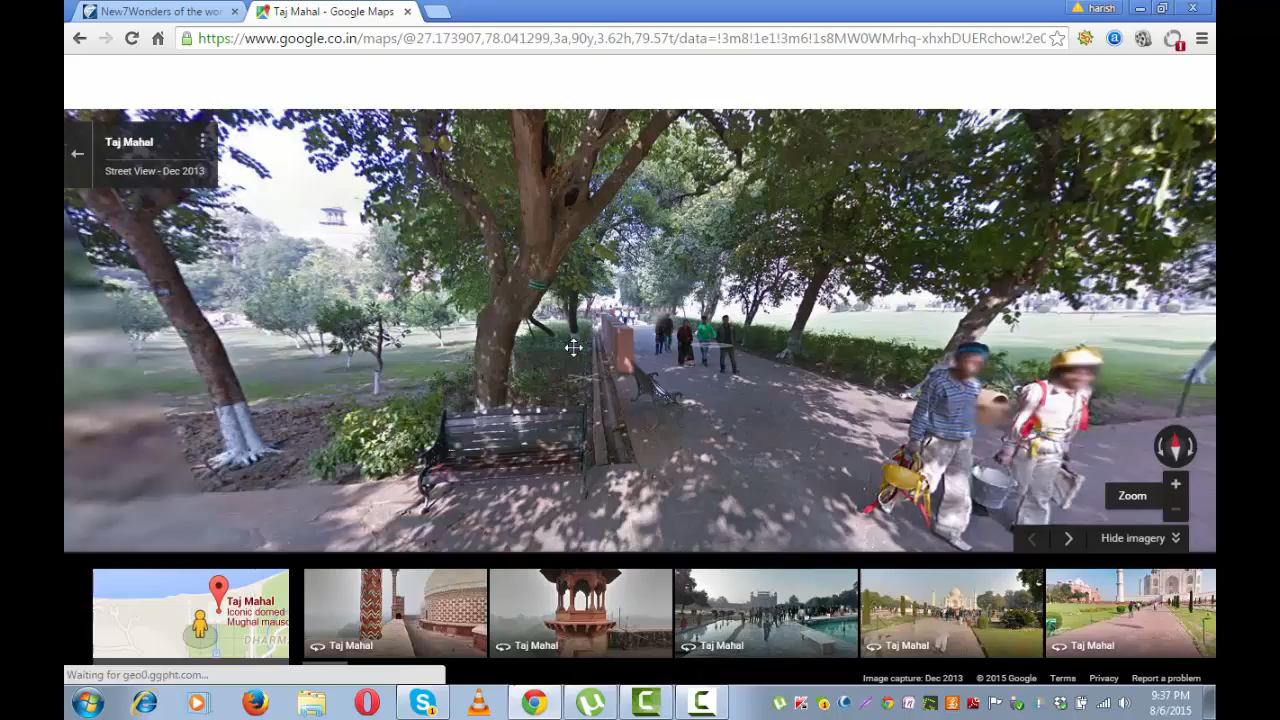 New7Wonders of the wor
Taj Mahal - Google Maps
harish
https://www.google.co.in/maps/@27.173907,78.041299,3a,90y,3.62h,79.57t/data=!3m8!1e1!3m6!1s8MW0WMrhq-xhxhDUERchow!2e0
Taj Mahal
Street View - Dec 2013
Zoom
Hide imagery
Taj Mahal
Iconic domed
Mughal mauso
DHARM
Taj Mahal
Taj Mahal
Taj Mahal
Taj Mahal
Taj Mahal
Waiting for geo0.ggpht.com...
Image capture: Dec 2013 © 2015 Google Terms Privacy Report a problem
9:37 PM
8/6/2015